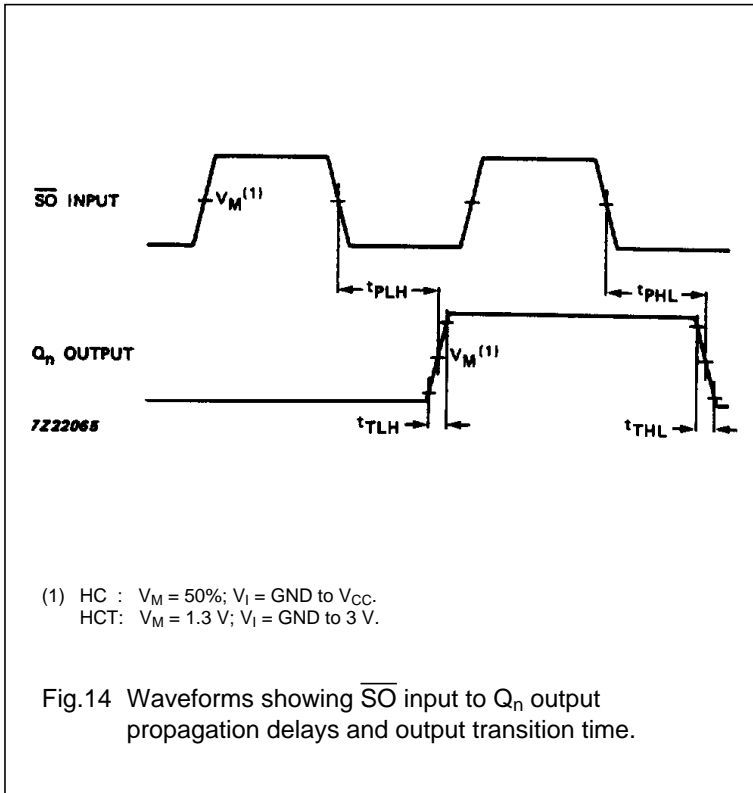 S̅O̅ INPUT
V_M(1)
t_PLH
t_PHL
Q_n OUTPUT
V_M(1)
7Z22065
t_TLH
t_THL
(1) HC : V_M = 50%; V_I = GND to V_CC.
HCT: V_M = 1.3 V; V_I = GND to 3 V.
Fig.14 Waveforms showing S̅O̅ input to Q_n output
propagation delays and output transition time.